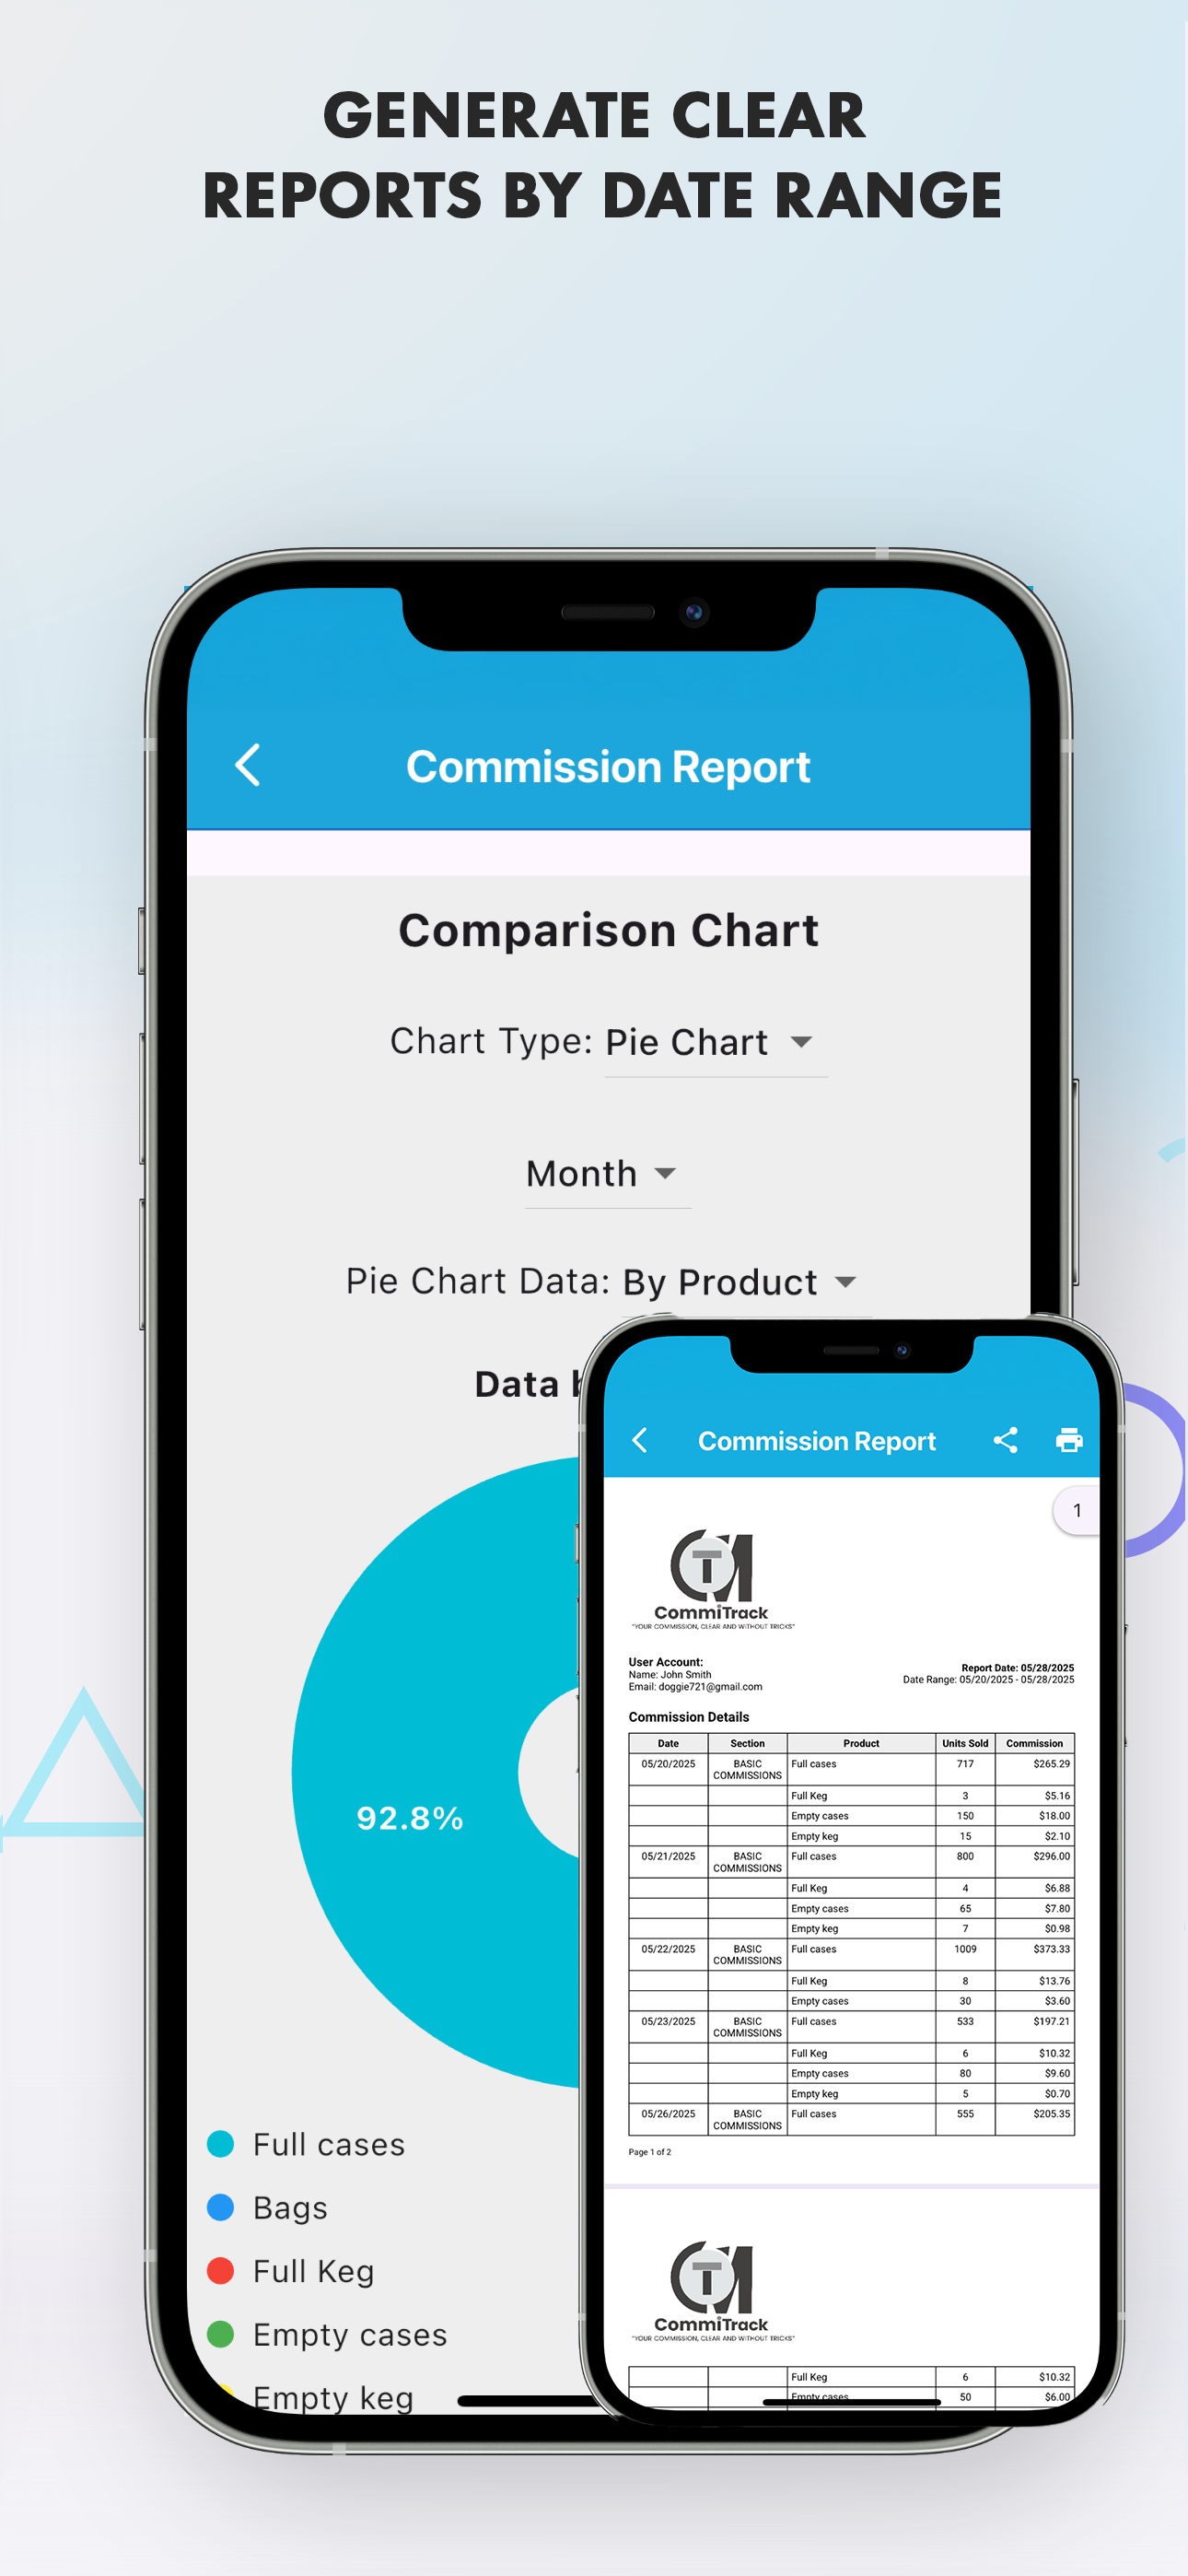 GENERATE CLEAR
REPORTS BY DATE RANGE
Commission Report
Comparison Chart
Chart Type: Pie Chart
Month
Pie Chart Data: By Product
Data
92.8%
Full cases
Bags
Full Keg
Empty cases
Empty keg
Commission Report
1
CommiTrack
"YOUR COMMISSION, CLEAR AND WITHOUT TRICKS"
User Account:
Name: John Smith
Email: doggie721@gmail.com
Report Date: 05/28/2025
Date Range: 05/20/2025 - 05/28/2025
Commission Details
Date Section Product Units Sold Commission
05/20/2025 BASIC COMMISSIONS Full cases 717 $265.29
Full Keg 3 $5.16
Empty cases 150 $18.00
Empty keg 15 $2.10
05/21/2025 BASIC COMMISSIONS Full cases 800 $296.00
Full Keg 4 $6.88
Empty cases 65 $7.80
Empty keg 7 $0.98
05/22/2025 BASIC COMMISSIONS Full cases 1009 $373.33
Full Keg 8 $13.76
Empty cases 30 $3.60
05/23/2025 BASIC COMMISSIONS Full cases 533 $197.21
Full Keg 6 $10.32
Empty cases 80 $9.60
Empty keg 5 $0.70
05/26/2025 BASIC COMMISSIONS Full cases 555 $205.35
Page 1 of 2
CommiTrack
"YOUR COMMISSION, CLEAR AND WITHOUT TRICKS"
Full Keg 6 $10.32
Empty cases 50 $6.00